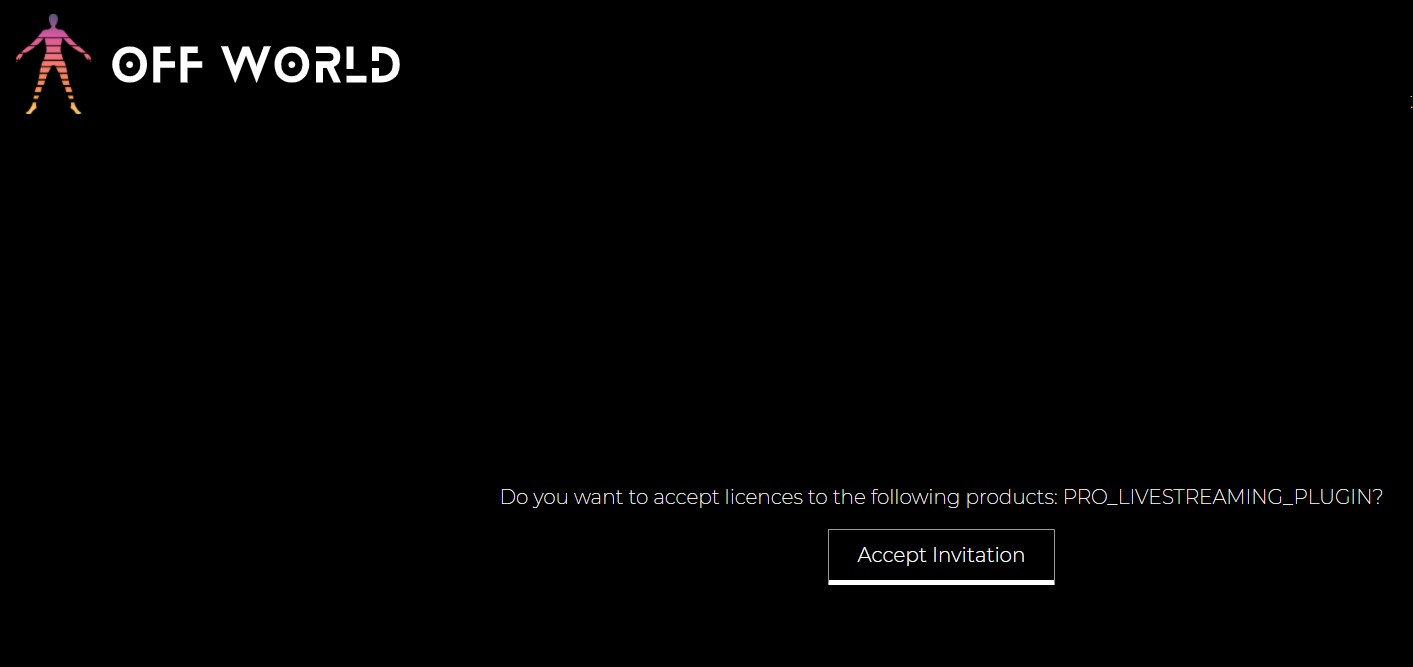 OFF WORLD
Do you want to accept licences to the following products: PRO_LIVESTREAMING_PLUGIN?
Accept Invitation